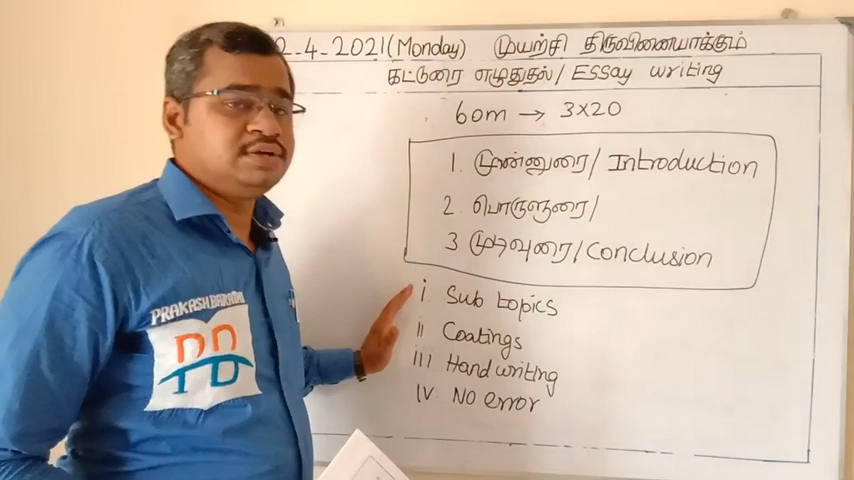 2-4-2021(Monday) முயற்சி திருவினையாக்கும்
கட்டுரை எழுதுதல்/ Essay writing
60m → 3x20
1. முன்னுரை/ Introduction
2 பொருளுரை/
3 முடிவுரை/conclusion
i Sub topics
ii Coatings
iii Hand writing
iv No error
PRAKASH BARATHI
PB